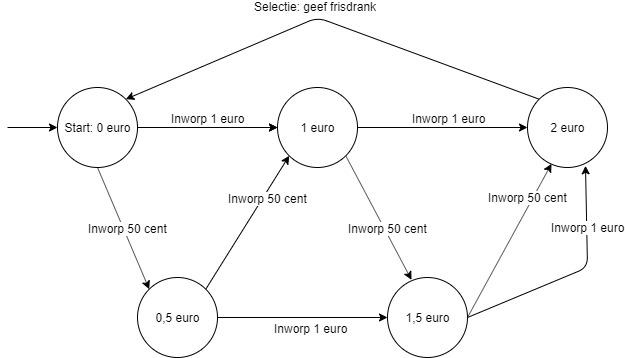 Selectie: geef frisdrank
Start: 0 euro
Inworp 1 euro
1 euro
Inworp 1 euro
2 euro
Inworp 50 cent
Inworp 50 cent
Inworp 50 cent
Inworp 50 cent
Inworp 1 euro
0,5 euro
Inworp 1 euro
1,5 euro